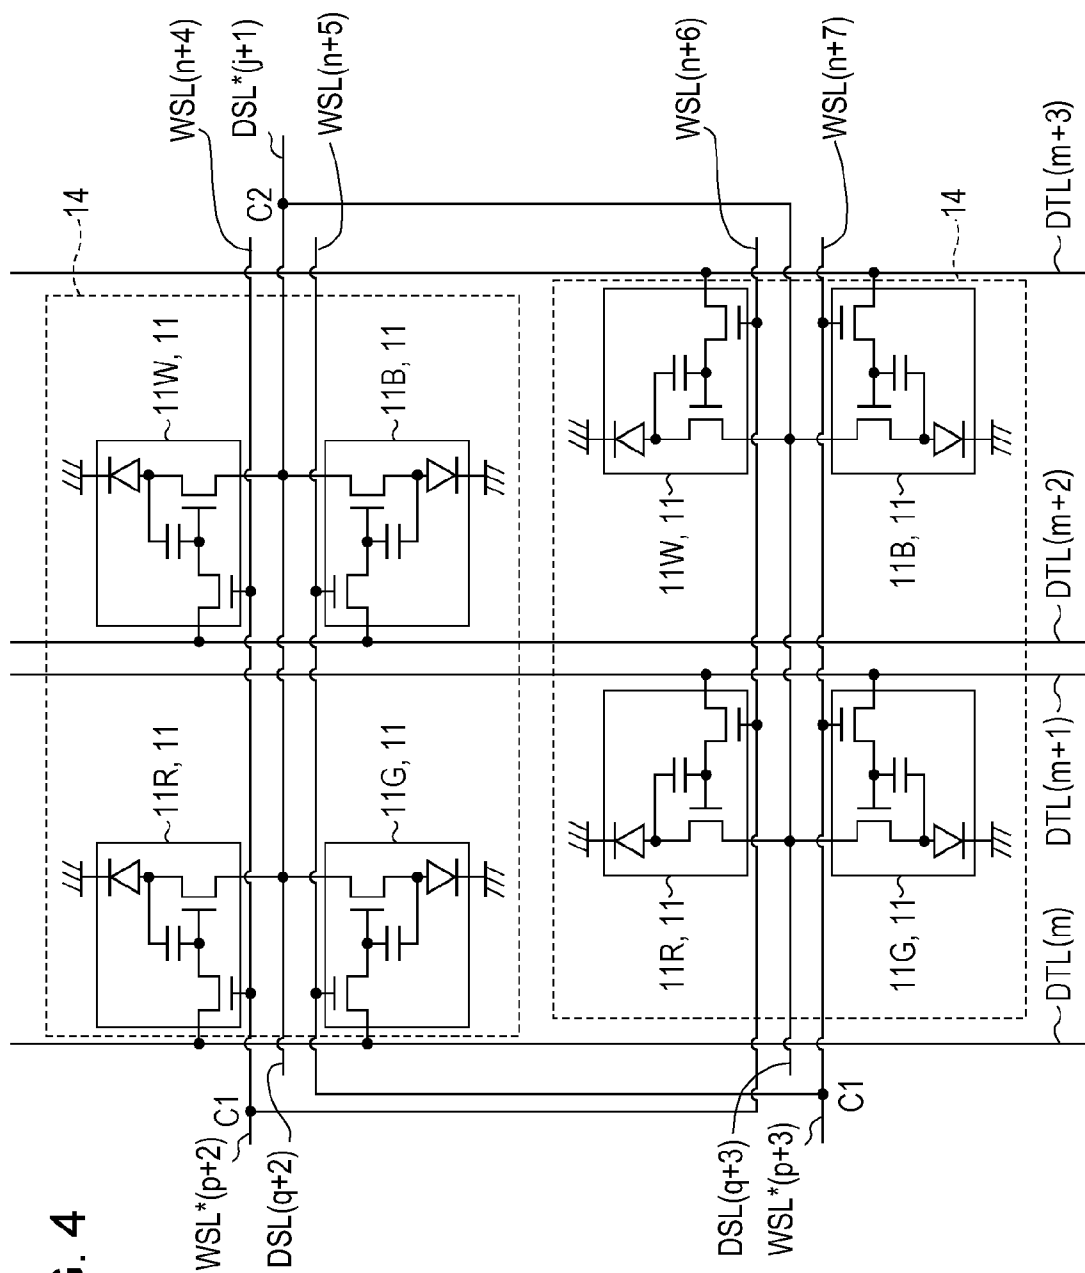 WSL(n+4)
DSL*(j+1)
WSL(n+5)
WSL(n+6)
WSL(n+7)
14
C2
14
DTL(m+3)
11W, 11
11B, 11
11W, 11
11B, 11
DTL(m+2)
11R, 11
11G, 11
11R, 11
11G, 11
DTL(m+1)
DTL(m)
C1
C1
WSL*(p+2)
DSL(q+2)
DSL(q+3)
WSL*(p+3)
G. 4